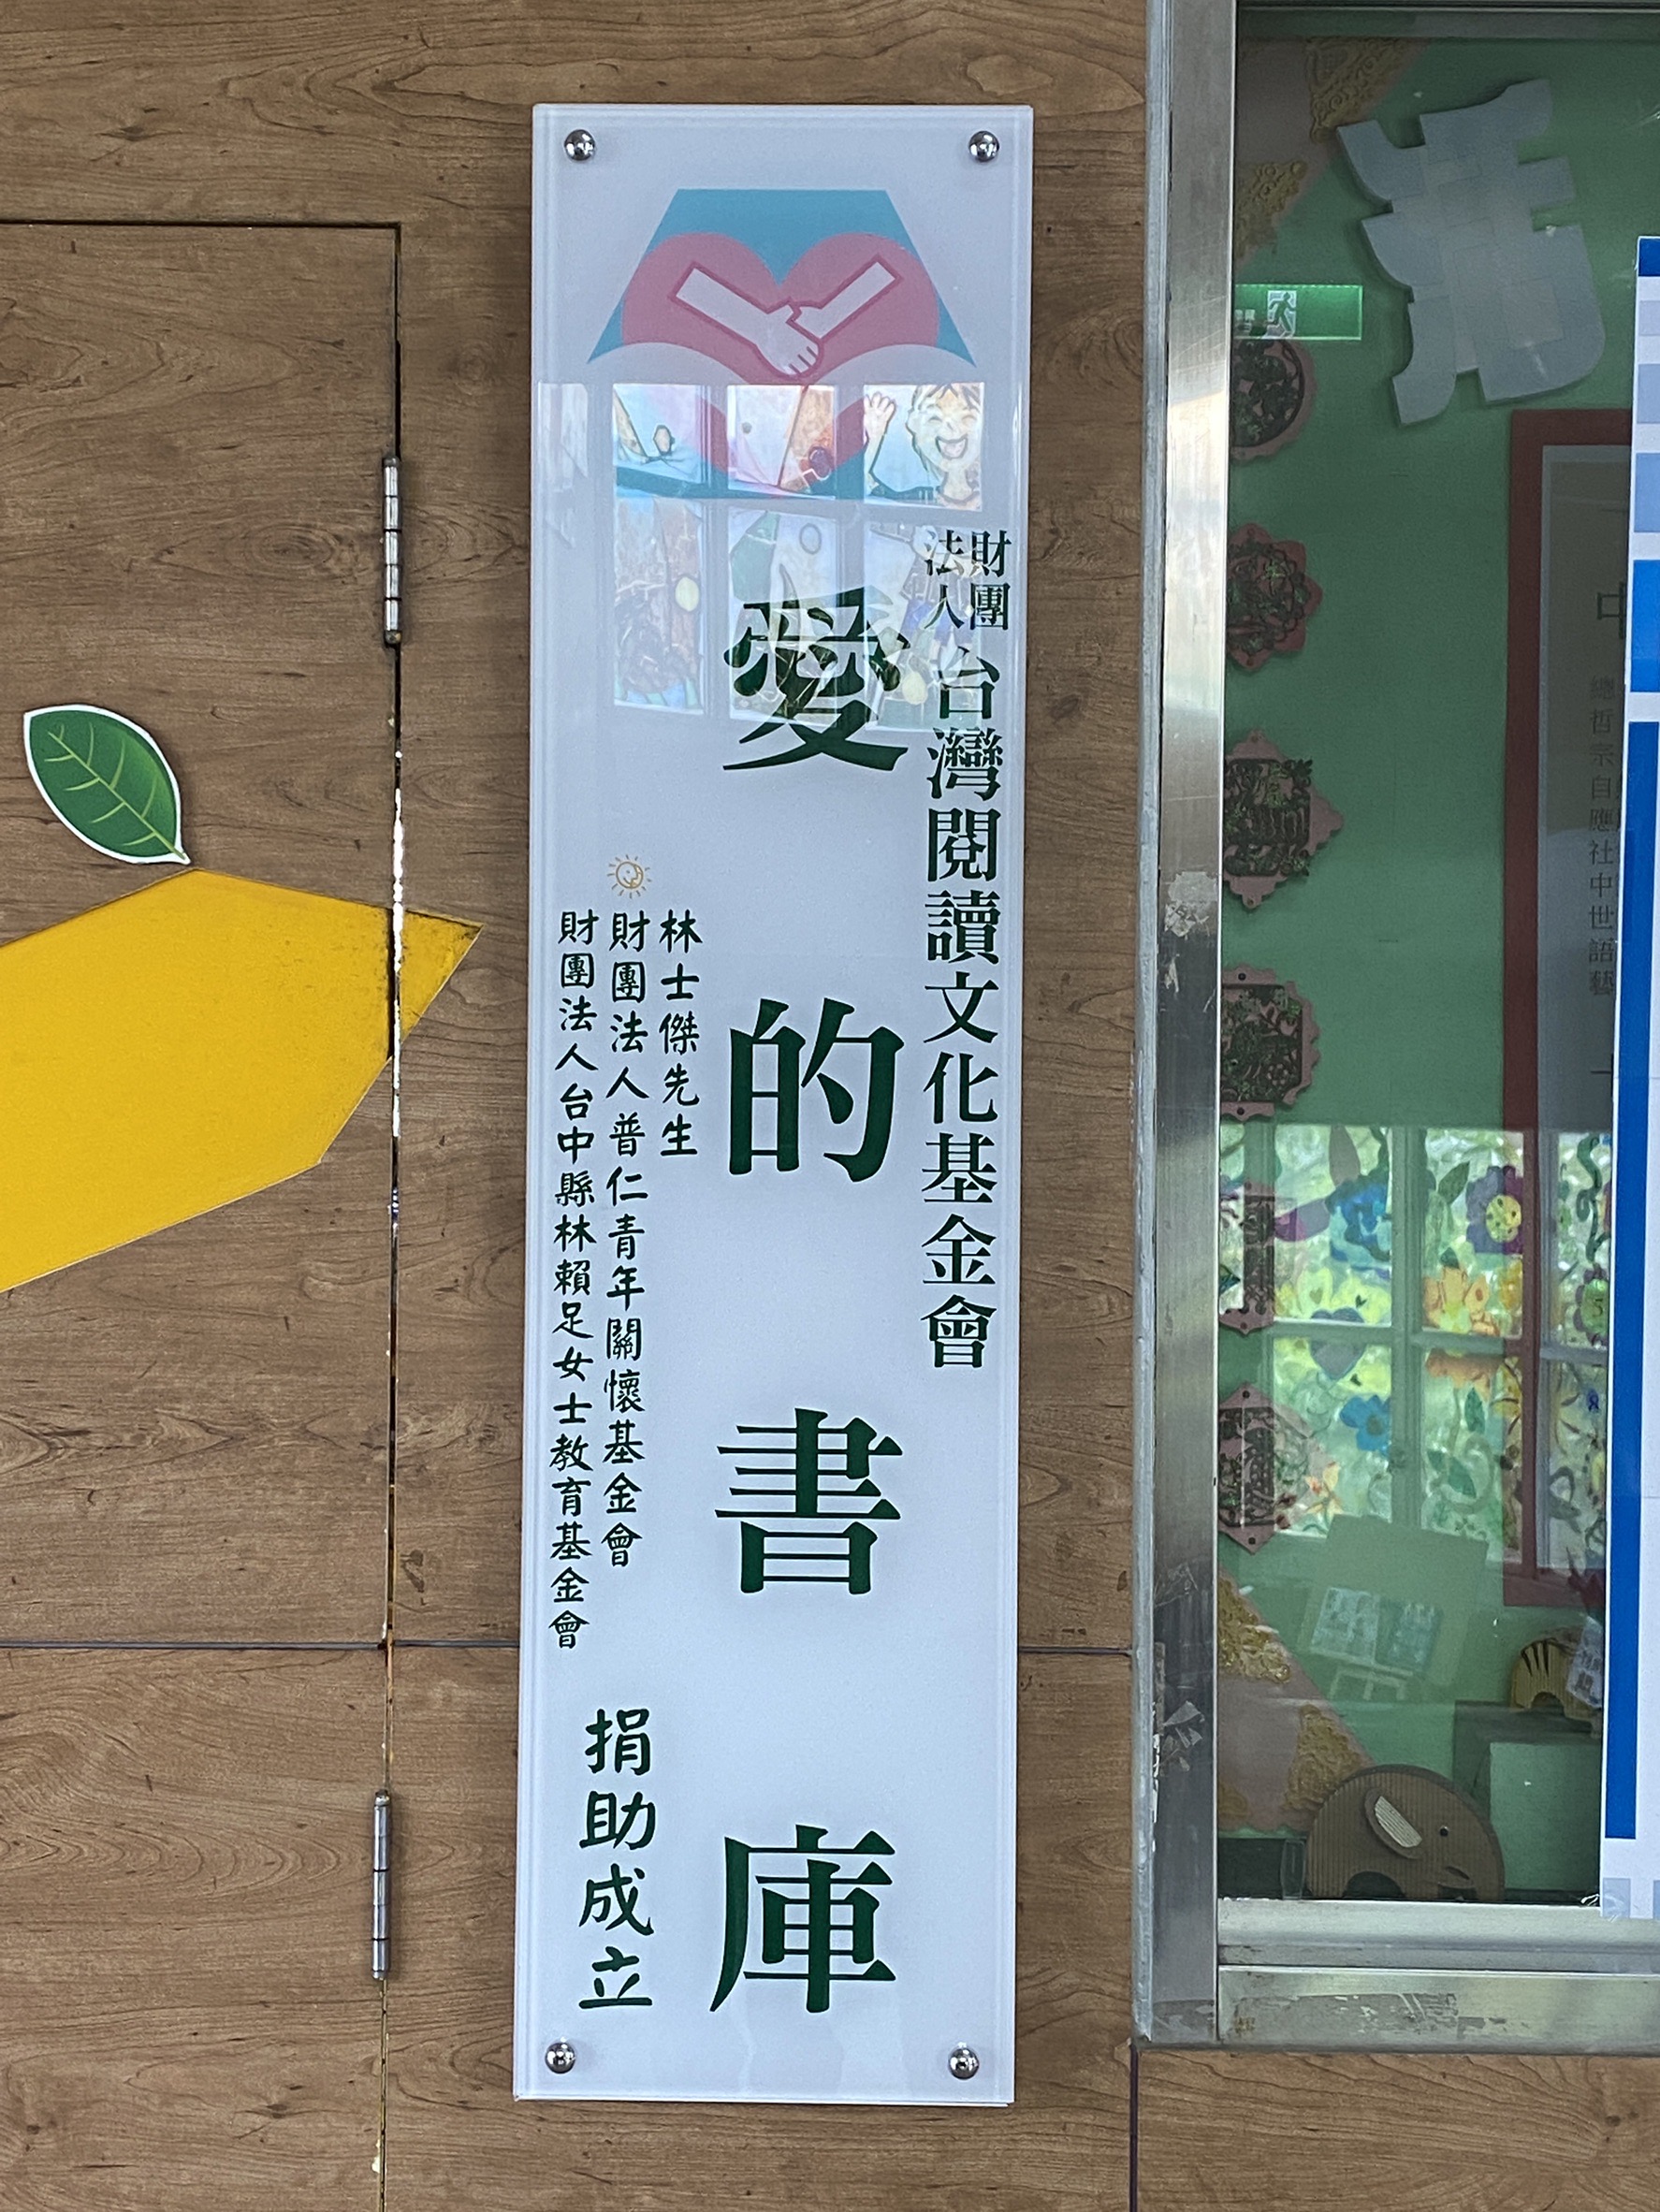 財團
法人
台灣閱讀文化基金會
愛的書庫
林士傑先生
財團法人普仁青年關懷基金會
財團法人台中縣林賴足女士教育基金會
捐助成立